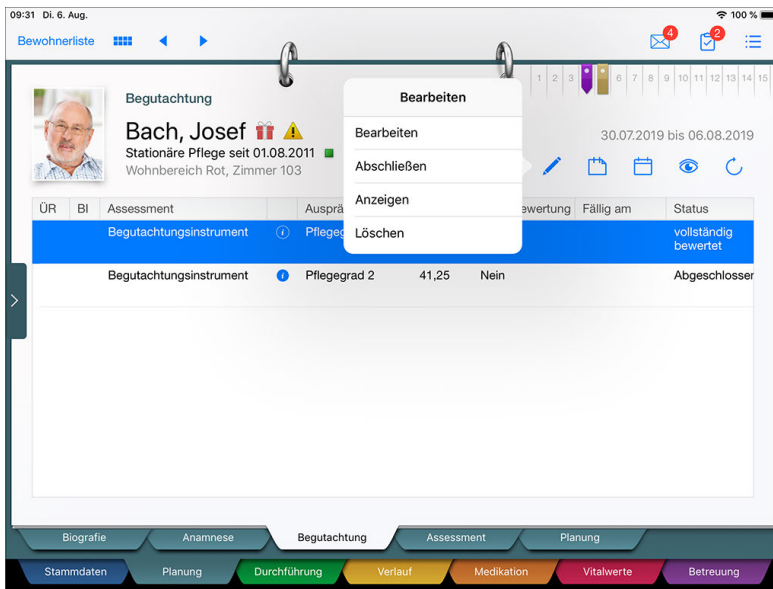 09:31 Di. 6. Aug. 100 %
Bewohnerliste 4 2
1 2 3 6 7 8 9 10 11 12 13 14 15
Begutachtung
Bach, Josef
Stationäre Pflege seit 01.08.2011
Wohnbereich Rot, Zimmer 103
30.07.2019 bis 06.08.2019
Bearbeiten
Bearbeiten
Abschließen
Anzeigen
Löschen
ÜR BI Assessment Ausprä ewertung Fällig am Status
Begutachtungsinstrument i Pflegeg vollständig
bewertet
Begutachtungsinstrument i Pflegegrad 2 41,25 Nein Abgeschlossen
Biografie Anamnese Begutachtung Assessment Planung
Stammdaten Planung Durchführung Verlauf Medikation Vitalwerte Betreuung